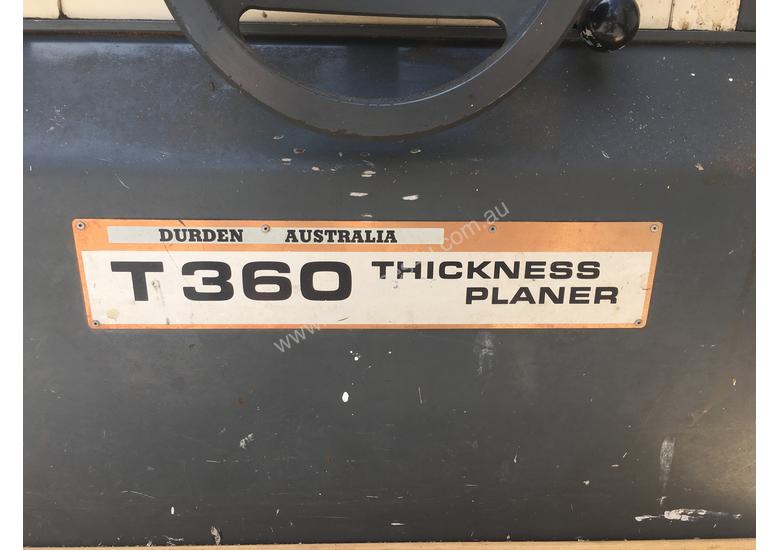 DURDEN AUSTRALIA
T360 THICKNESS
PLANER